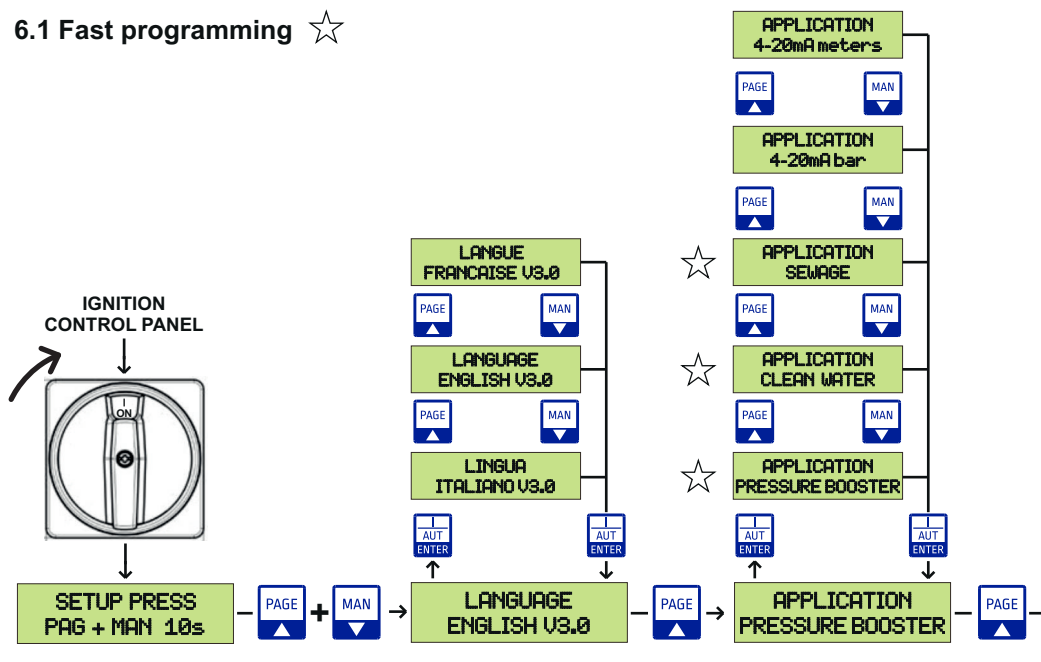 6.1 Fast programming
APPLICATION
4-20mA meters
PAGE
MAN
APPLICATION
4-20mA bar
PAGE
MAN
LANGUE
FRANCAISE V3.0
APPLICATION
SEWAGE
IGNITION
CONTROL PANEL
PAGE
MAN
PAGE
MAN
LANGUAGE
ENGLISH V3.0
APPLICATION
CLEAN WATER
I
ON
PAGE
MAN
PAGE
MAN
LINGUA
ITALIANO V3.0
APPLICATION
PRESSURE BOOSTER
I
AUT
ENTER
I
AUT
ENTER
I
AUT
ENTER
I
AUT
ENTER
SETUP PRESS
PAG + MAN 10s
PAGE
+
MAN
LANGUAGE
ENGLISH V3.0
PAGE
APPLICATION
PRESSURE BOOSTER
PAGE